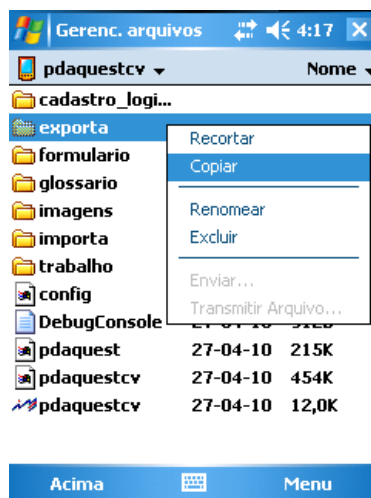 Gerenc. arquivos 4:17
pdaquestcv Nome
cadastro_logi...
exporta
formulario
glossario
imagens
importa
trabalho
config
Recortar
Copiar
Renomear
Excluir
Enviar...
Transmitir Arquivo...
DebugConsole
pdaquest 27-04-10 215K
pdaquestcv 27-04-10 454K
pdaquestcv 27-04-10 12,0K
Acima Menu